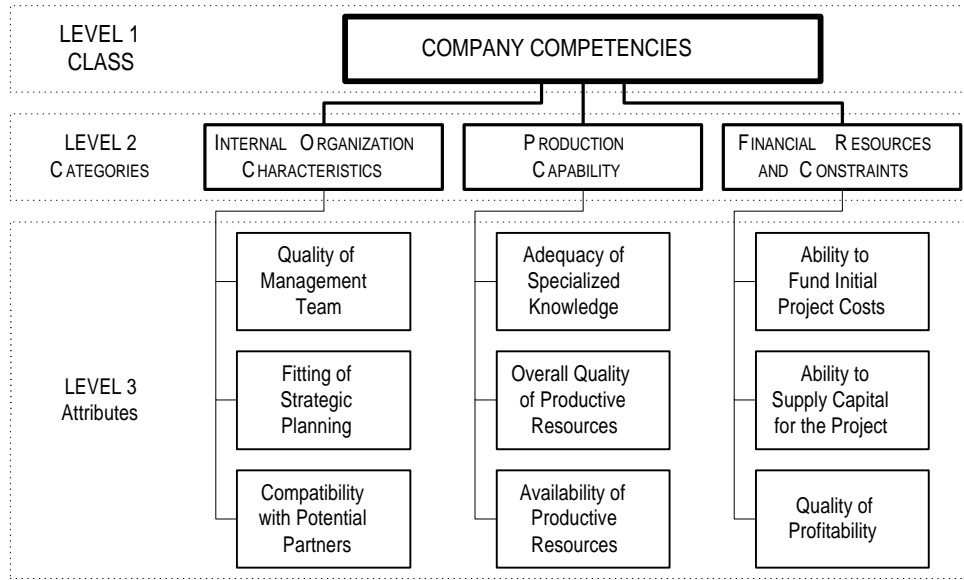 LEVEL 1
CLASS
COMPANY COMPETENCIES
LEVEL 2
CATEGORIES
INTERNAL ORGANIZATION
CHARACTERISTICS
PRODUCTION
CAPABILITY
FINANCIAL RESOURCES
AND CONSTRAINTS
LEVEL 3
Attributes
Quality of
Management
Team
Fitting of
Strategic
Planning
Compatibility
with Potential
Partners
Adequacy of
Specialized
Knowledge
Overall Quality
of Productive
Resources
Availability of
Productive
Resources
Ability to
Fund Initial
Project Costs
Ability to
Supply Capital
for the Project
Quality of
Profitability